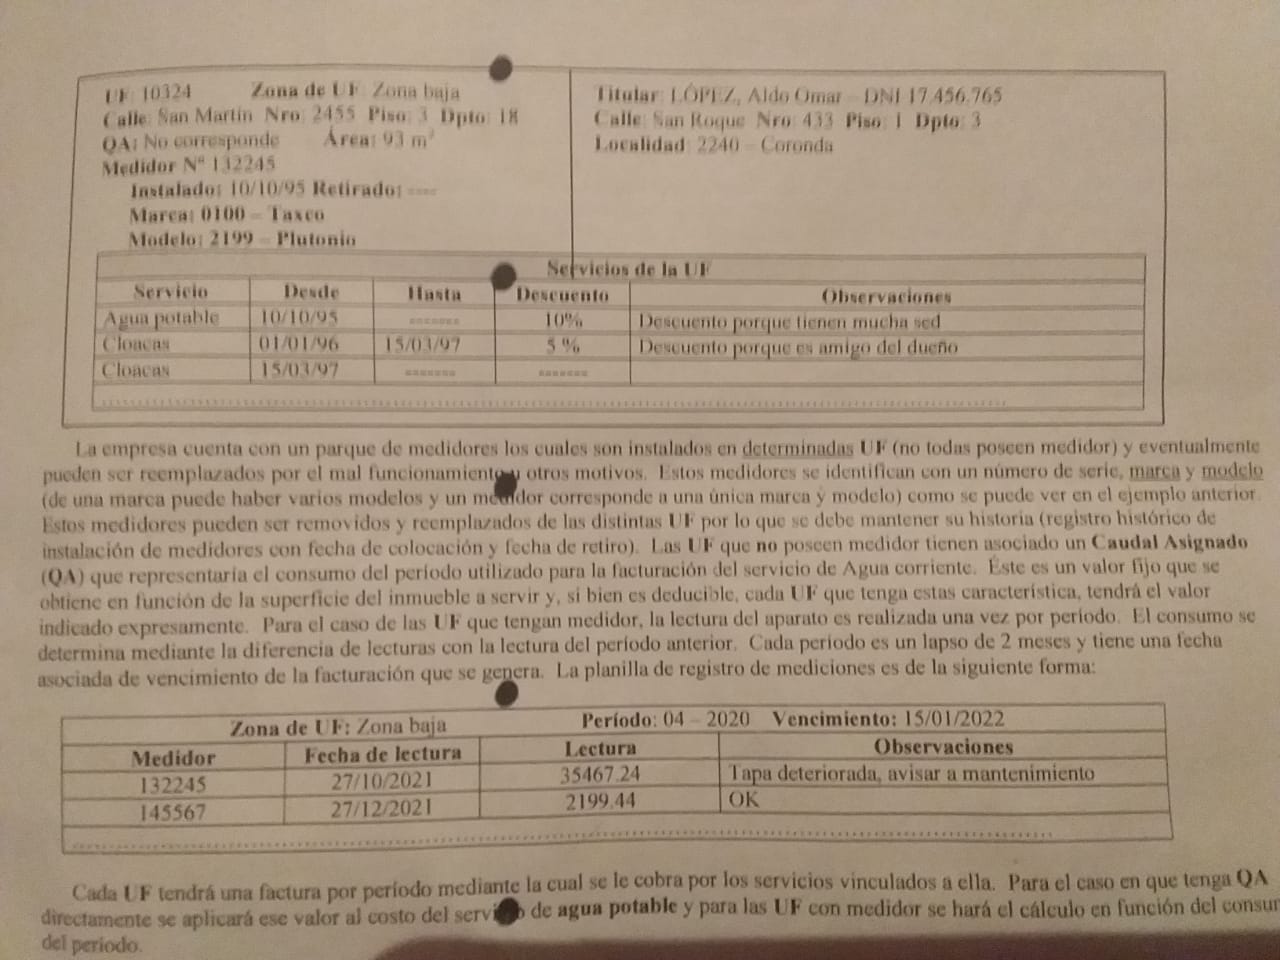 UF: 10324 Zona de UF: Zona baja
Calle: San Martín Nro: 2455 Piso: 3 Dpto: 18
QA: No corresponde Área: 93 m²
Medidor Nº 132245
Instalado: 10/10/95 Retirado: ----
Marca: 0100 – Taxco
Modelo: 2199 – Plutonio
Titular: LÓPEZ, Aldo Omar – DNI 17.456.765
Calle: San Roque Nro: 433 Piso: 1 Dpto: 3
Localidad: 2240 – Coronda
Servicios de la UF
Servicio Desde Hasta Descuento Observaciones
Agua potable 10/10/95 ------- 10% Descuento porque tienen mucha sed
Cloacas 01/01/96 15/03/97 5 % Descuento porque es amigo del dueño
Cloacas 15/03/97 ------- -------
La empresa cuenta con un parque de medidores los cuales son instalados en determinadas UF (no todas poseen medidor) y eventualmente
pueden ser reemplazados por el mal funcionamiento u otros motivos. Estos medidores se identifican con un número de serie, marca y modelo
(de una marca puede haber varios modelos y un medidor corresponde a una única marca y modelo) como se puede ver en el ejemplo anterior.
Estos medidores pueden ser removidos y reemplazados de las distintas UF por lo que se debe mantener su historia (registro histórico de
instalación de medidores con fecha de colocación y fecha de retiro). Las UF que no poseen medidor tienen asociado un Caudal Asignado
(QA) que representaría el consumo del período utilizado para la facturación del servicio de Agua corriente. Éste es un valor fijo que se
obtiene en función de la superficie del inmueble a servir y, si bien es deducible, cada UF que tenga estas característica, tendrá el valor
indicado expresamente. Para el caso de las UF que tengan medidor, la lectura del aparato es realizada una vez por período. El consumo se
determina mediante la diferencia de lecturas con la lectura del período anterior. Cada período es un lapso de 2 meses y tiene una fecha
asociada de vencimiento de la facturación que se genera. La planilla de registro de mediciones es de la siguiente forma:
Zona de UF: Zona baja Período: 04 – 2020 Vencimiento: 15/01/2022
Medidor Fecha de lectura Lectura Observaciones
132245 27/10/2021 35467.24 Tapa deteriorada, avisar a mantenimiento
145567 27/12/2021 2199.44 OK
Cada UF tendrá una factura por período mediante la cual se le cobra por los servicios vinculados a ella. Para el caso en que tenga QA
directamente se aplicará ese valor al costo del servicio de agua potable y para las UF con medidor se hará el cálculo en función del consu
del período.